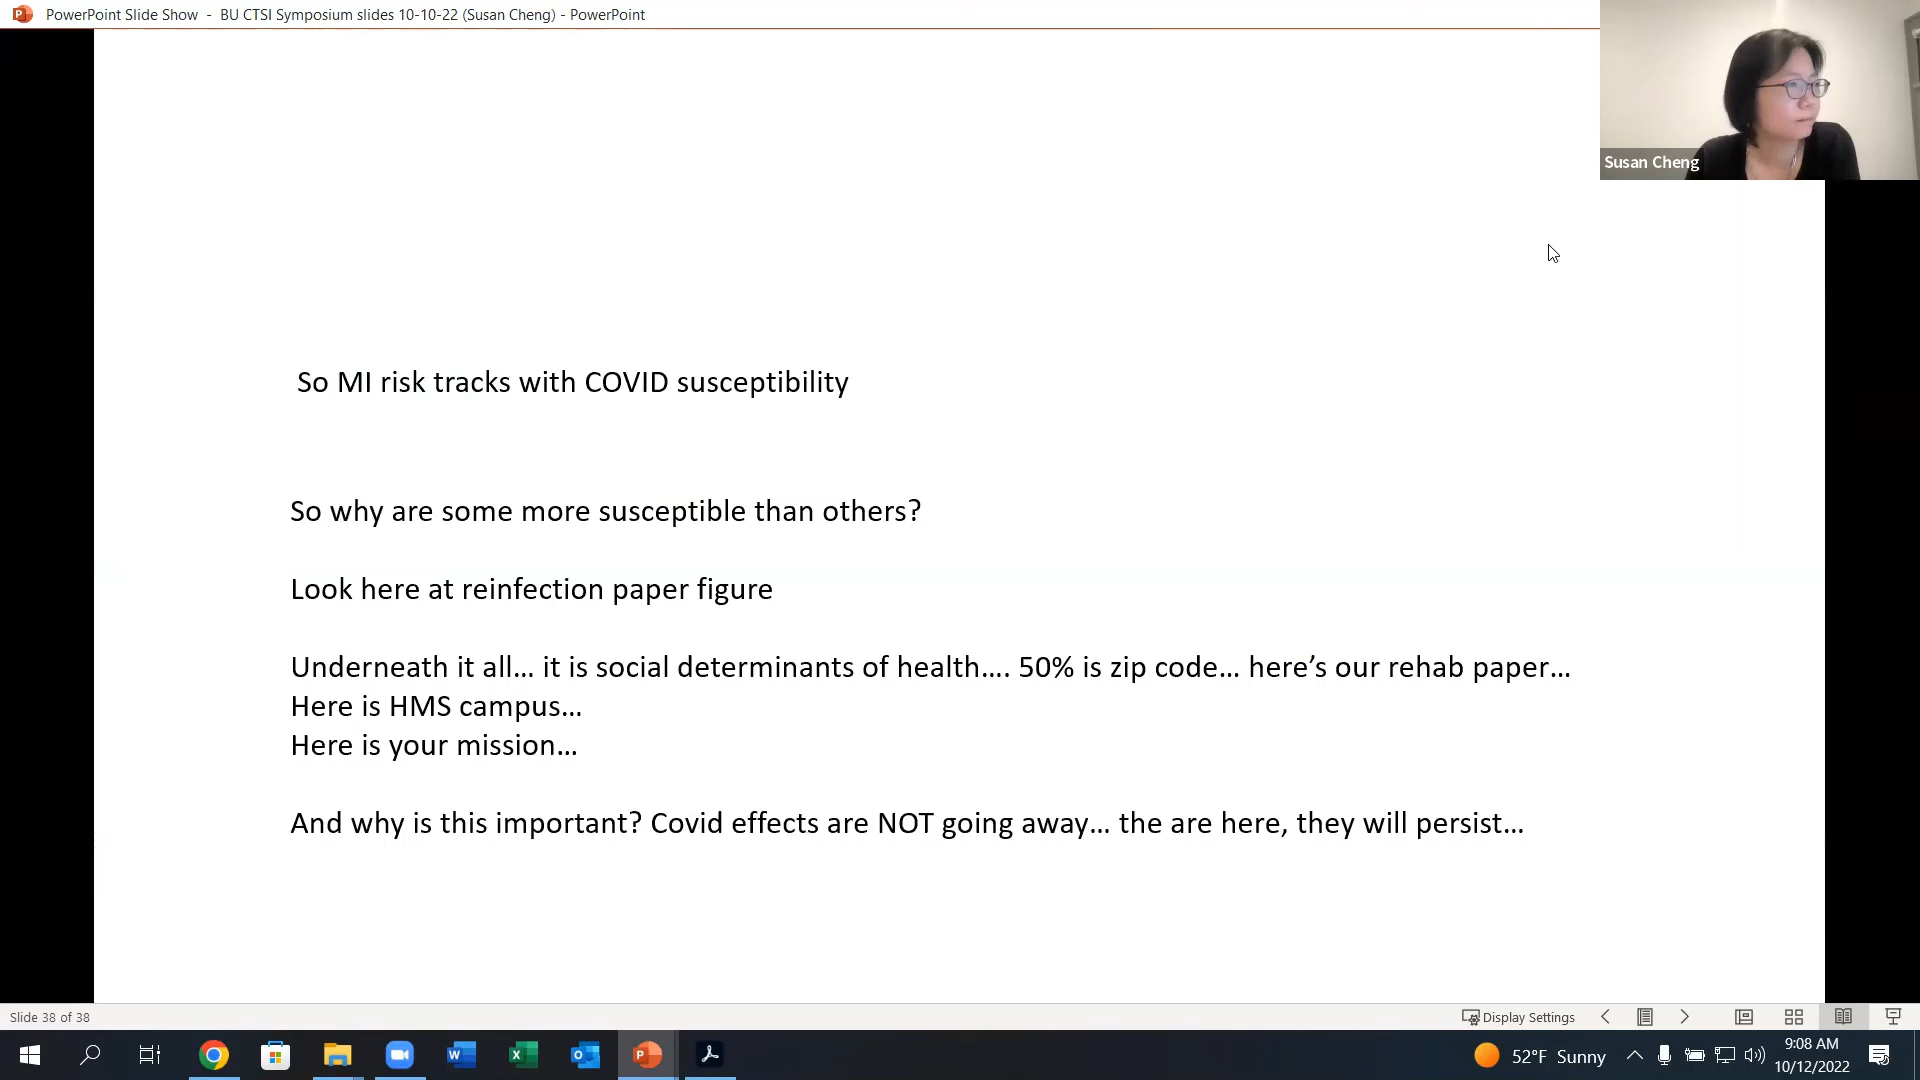 PowerPoint Slide Show - BU CTSI Symposium slides 10-10-22 (Susan Cheng) - PowerPoint
Susan Cheng
So MI risk tracks with COVID susceptibility
So why are some more susceptible than others?
Look here at reinfection paper figure
Underneath it all… it is social determinants of health…. 50% is zip code… here’s our rehab paper…
Here is HMS campus…
Here is your mission…
And why is this important? Covid effects are NOT going away… the are here, they will persist…
Slide 38 of 38
Display Settings
52°F Sunny
9:08 AM
10/12/2022